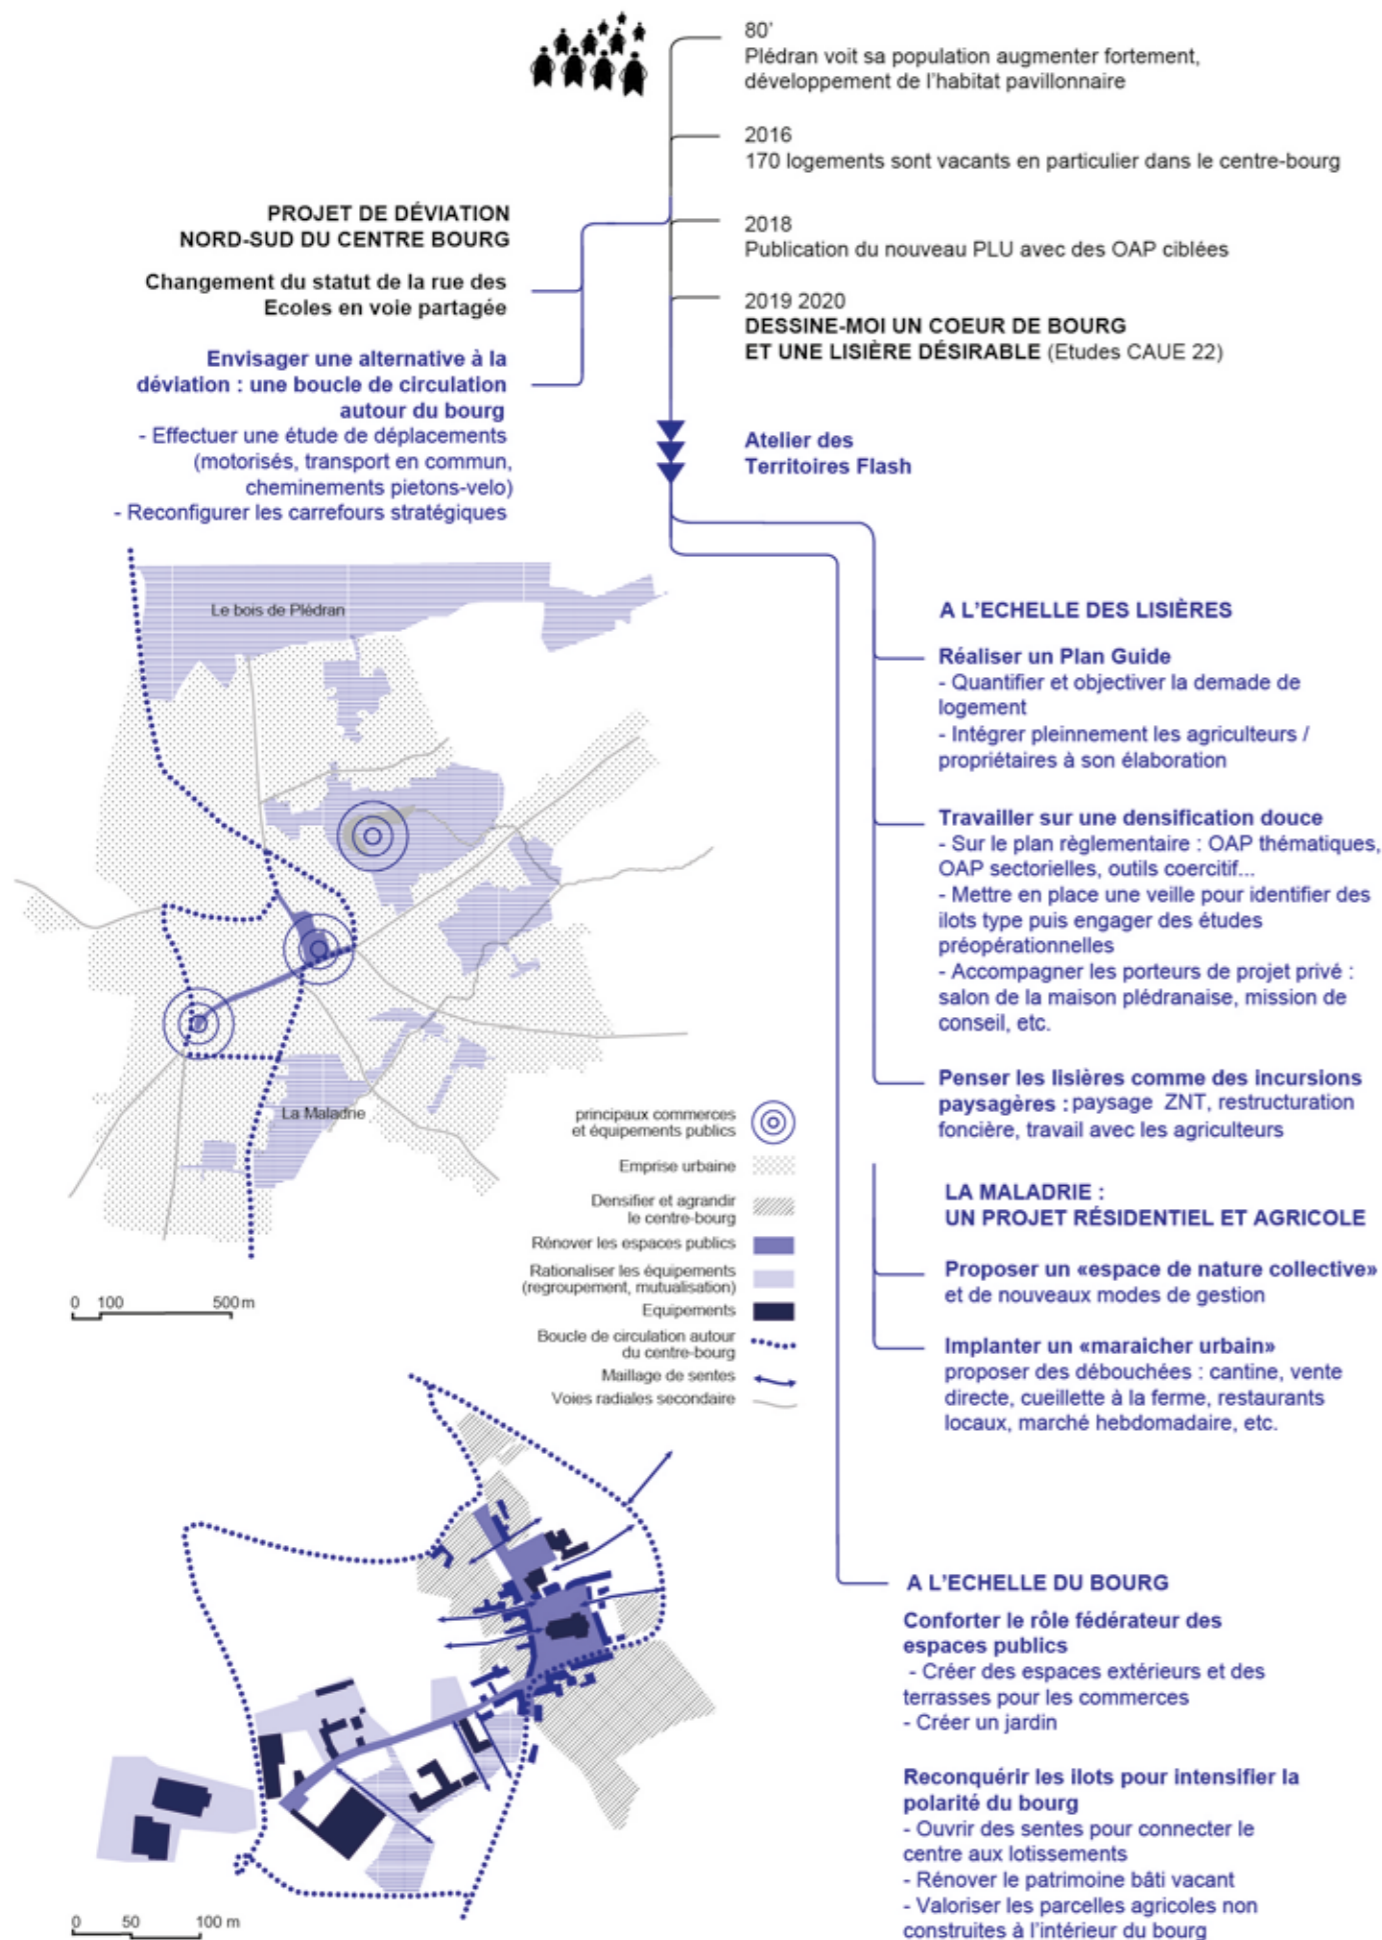 80'
Plédran voit sa population augmenter fortement,
développement de l'habitat pavillonnaire
2016
170 logements sont vacants en particulier dans le centre-bourg
2018
Publication du nouveau PLU avec des OAP ciblées
2019 2020
DESSINE-MOI UN COEUR DE BOURG
ET UNE LISIÈRE DÉSIRABLE (Etudes CAUE 22)
PROJET DE DÉVIATION
NORD-SUD DU CENTRE BOURG
Changement du statut de la rue des
Ecoles en voie partagée
Envisager une alternative à la
déviation : une boucle de circulation
autour du bourg
- Effectuer une étude de déplacements
(motorisés, transport en commun,
cheminements pietons-velo)
- Reconfigurer les carrefours stratégiques
Atelier des
Territoires Flash
A L'ECHELLE DES LISIÈRES
Réaliser un Plan Guide
- Quantifier et objectiver la demade de
logement
- Intégrer pleinnement les agriculteurs /
propriétaires à son élaboration
Travailler sur une densification douce
- Sur le plan règlementaire : OAP thématiques,
OAP sectorielles, outils coercitif...
- Mettre en place une veille pour identifier des
ilots type puis engager des études
préopérationnelles
- Accompagner les porteurs de projet privé :
salon de la maison plédranaise, mission de
conseil, etc.
Penser les lisières comme des incursions
paysagères : paysage ZNT, restructuration
foncière, travail avec les agriculteurs
LA MALADRIE :
UN PROJET RÉSIDENTIEL ET AGRICOLE
Proposer un «espace de nature collective»
et de nouveaux modes de gestion
Implanter un «maraicher urbain»
proposer des débouchées : cantine, vente
directe, cueillette à la ferme, restaurants
locaux, marché hebdomadaire, etc.
A L'ECHELLE DU BOURG
Conforter le rôle fédérateur des
espaces publics
- Créer des espaces extérieurs et des
terrasses pour les commerces
- Créer un jardin
Reconquérir les ilots pour intensifier la
polarité du bourg
- Ouvrir des sentes pour connecter le
centre aux lotissements
- Rénover le patrimoine bâti vacant
- Valoriser les parcelles agricoles non
construites à l'intérieur du bourg
Le bois de Plédran
La Maladrie
0 100 500 m
principaux commerces
et équipements publics
Emprise urbaine
Densifier et agrandir
le centre-bourg
Rénover les espaces publics
Rationaliser les équipements
(regroupement, mutualisation)
Equipements
Boucle de circulation autour
du centre-bourg
Maillage de sentes
Voies radiales secondaire
0 50 100 m